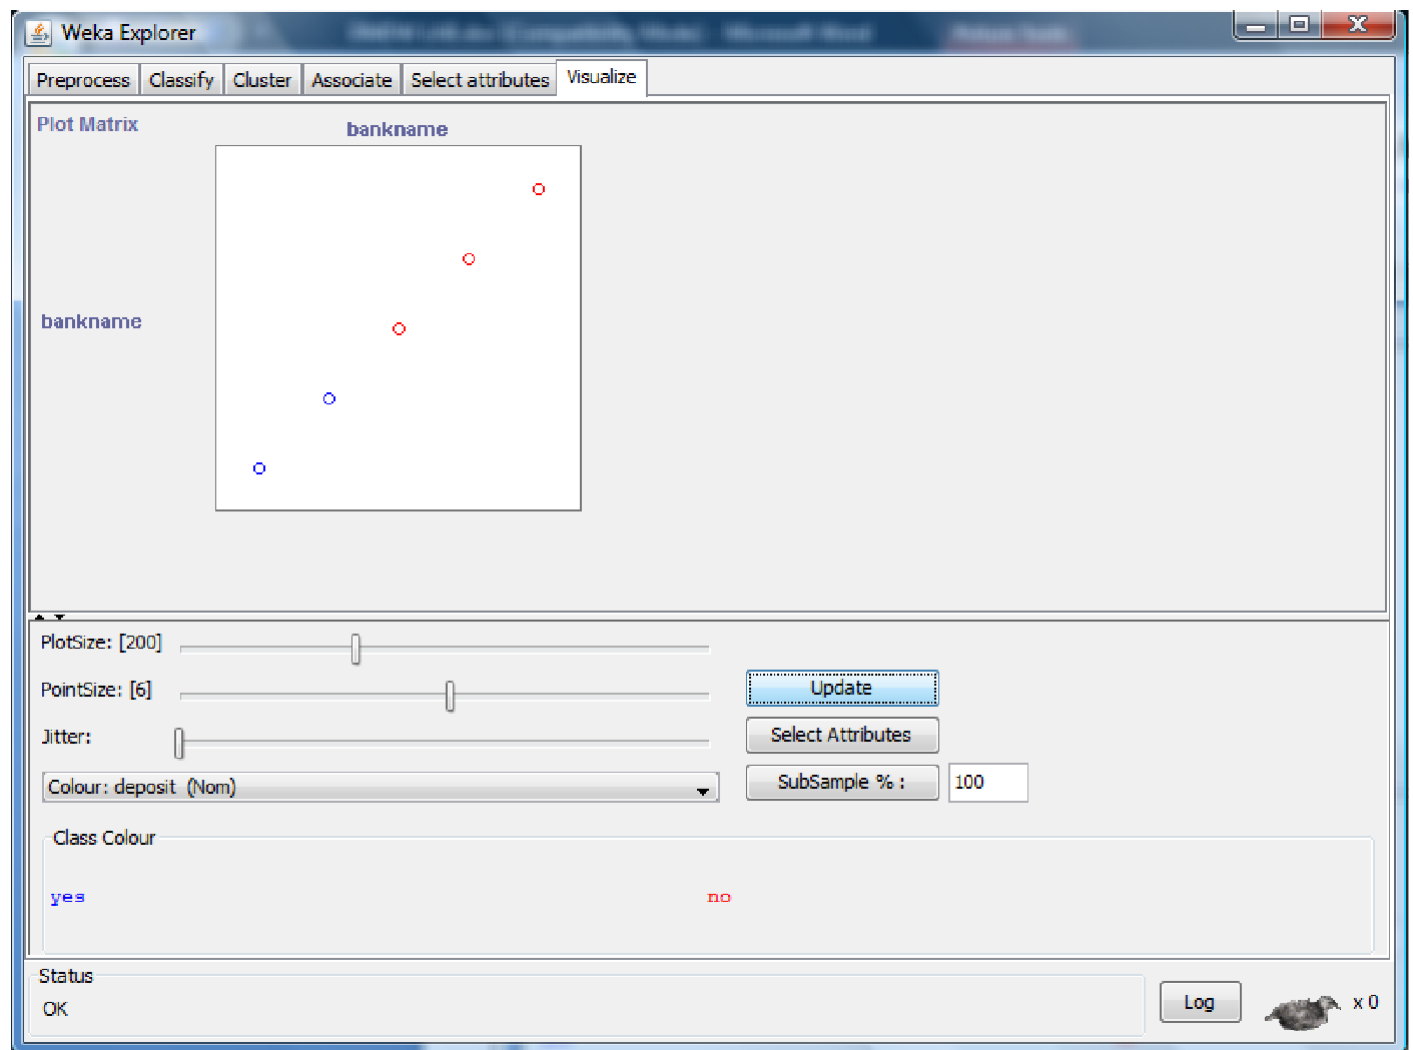 Weka Explorer
Preprocess Classify Cluster Associate Select attributes Visualize
Plot Matrix
bankname
bankname
PlotSize: [200]
PointSize: [6]
Update
Jitter:
Select Attributes
Colour: deposit (Nom)
SubSample % :
100
Class Colour
yes
no
Status
OK
Log
x 0